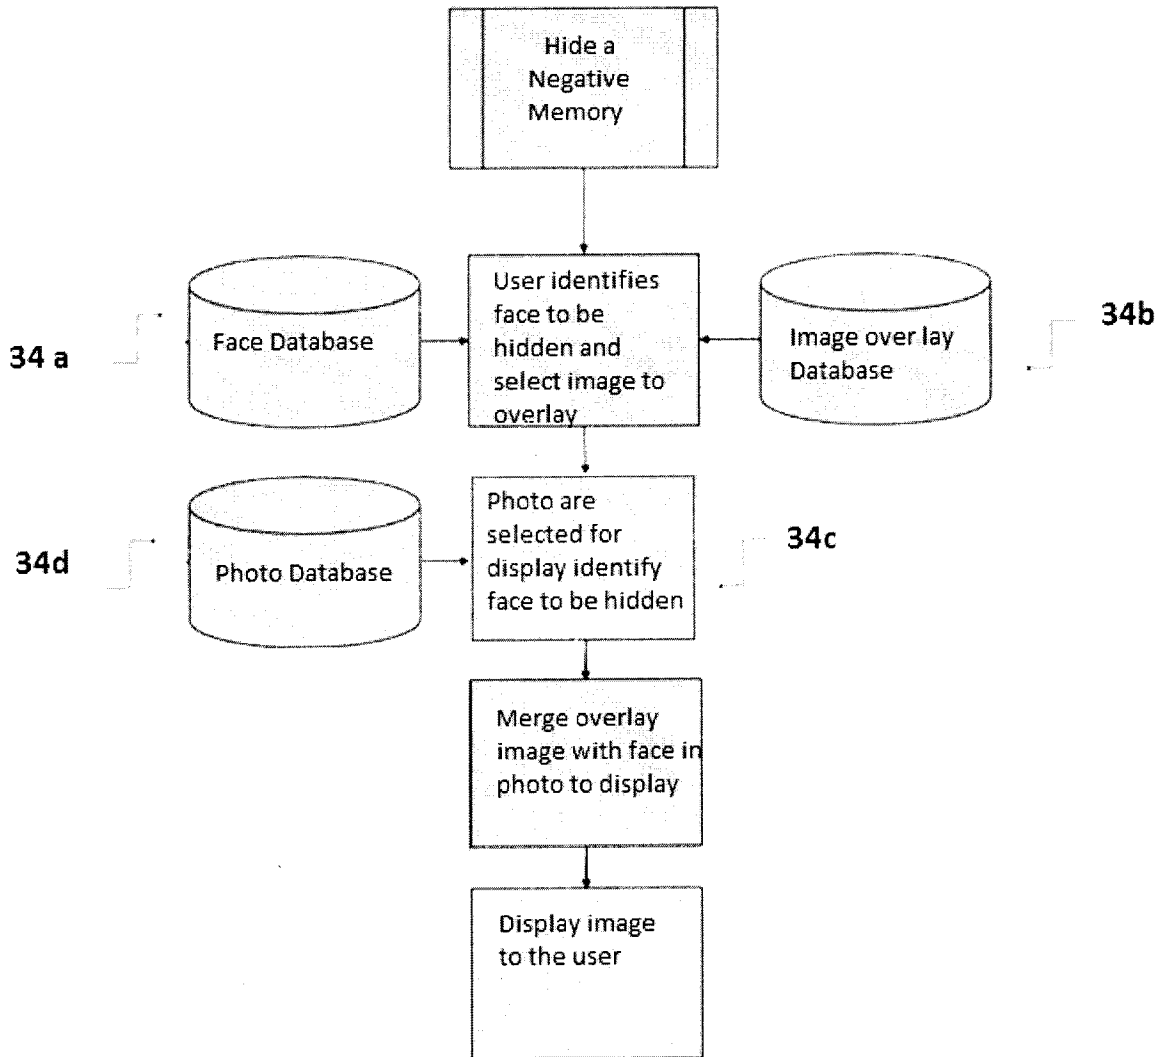 Hide a
Negative
Memory
User identifies
face to be
hidden and
select image to
overlay
Face Database
34 a
Image over lay
Database
34b
Photo are
selected for
display identify
face to be hidden
34c
Photo Database
34d
Merge overlay
image with face in
photo to display
Display image
to the user